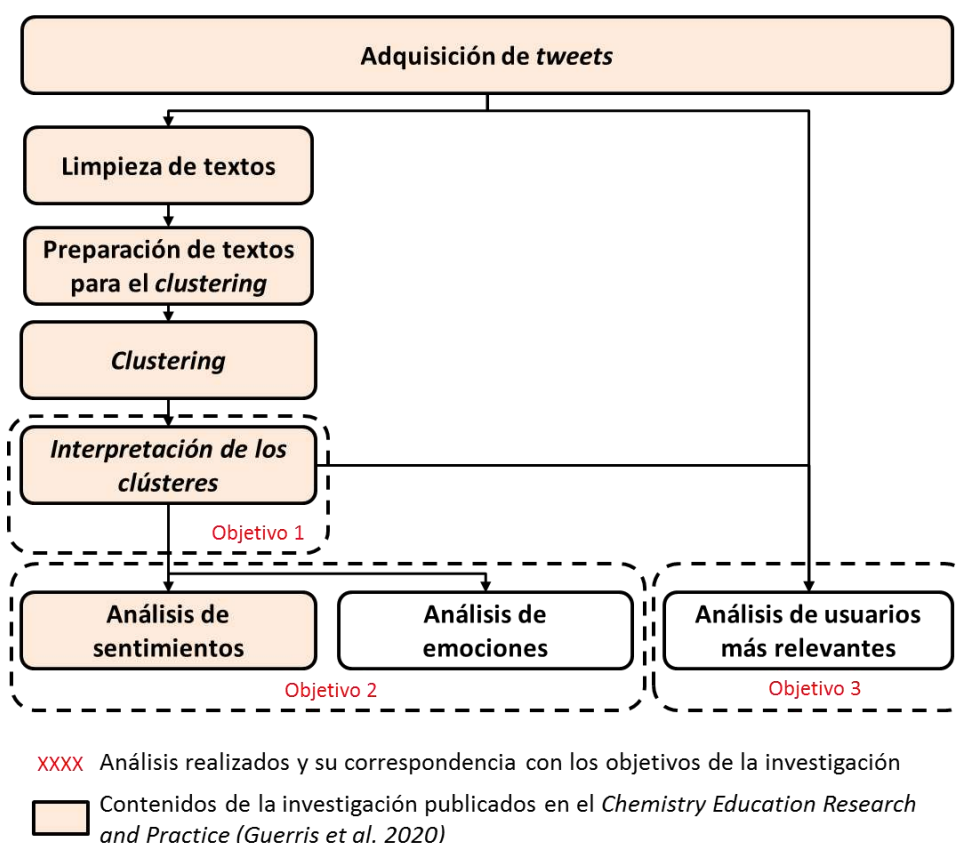 Adquisición de tweets
Limpieza de textos
Preparación de textos
para el clustering
Clustering
Interpretación de los
clústeres
Objetivo 1
Análisis de
sentimientos
Análisis de
emociones
Objetivo 2
Análisis de usuarios
más relevantes
Objetivo 3
XXXX Análisis realizados y su correspondencia con los objetivos de la investigación
Contenidos de la investigación publicados en el Chemistry Education Research
and Practice (Guerris et al. 2020)